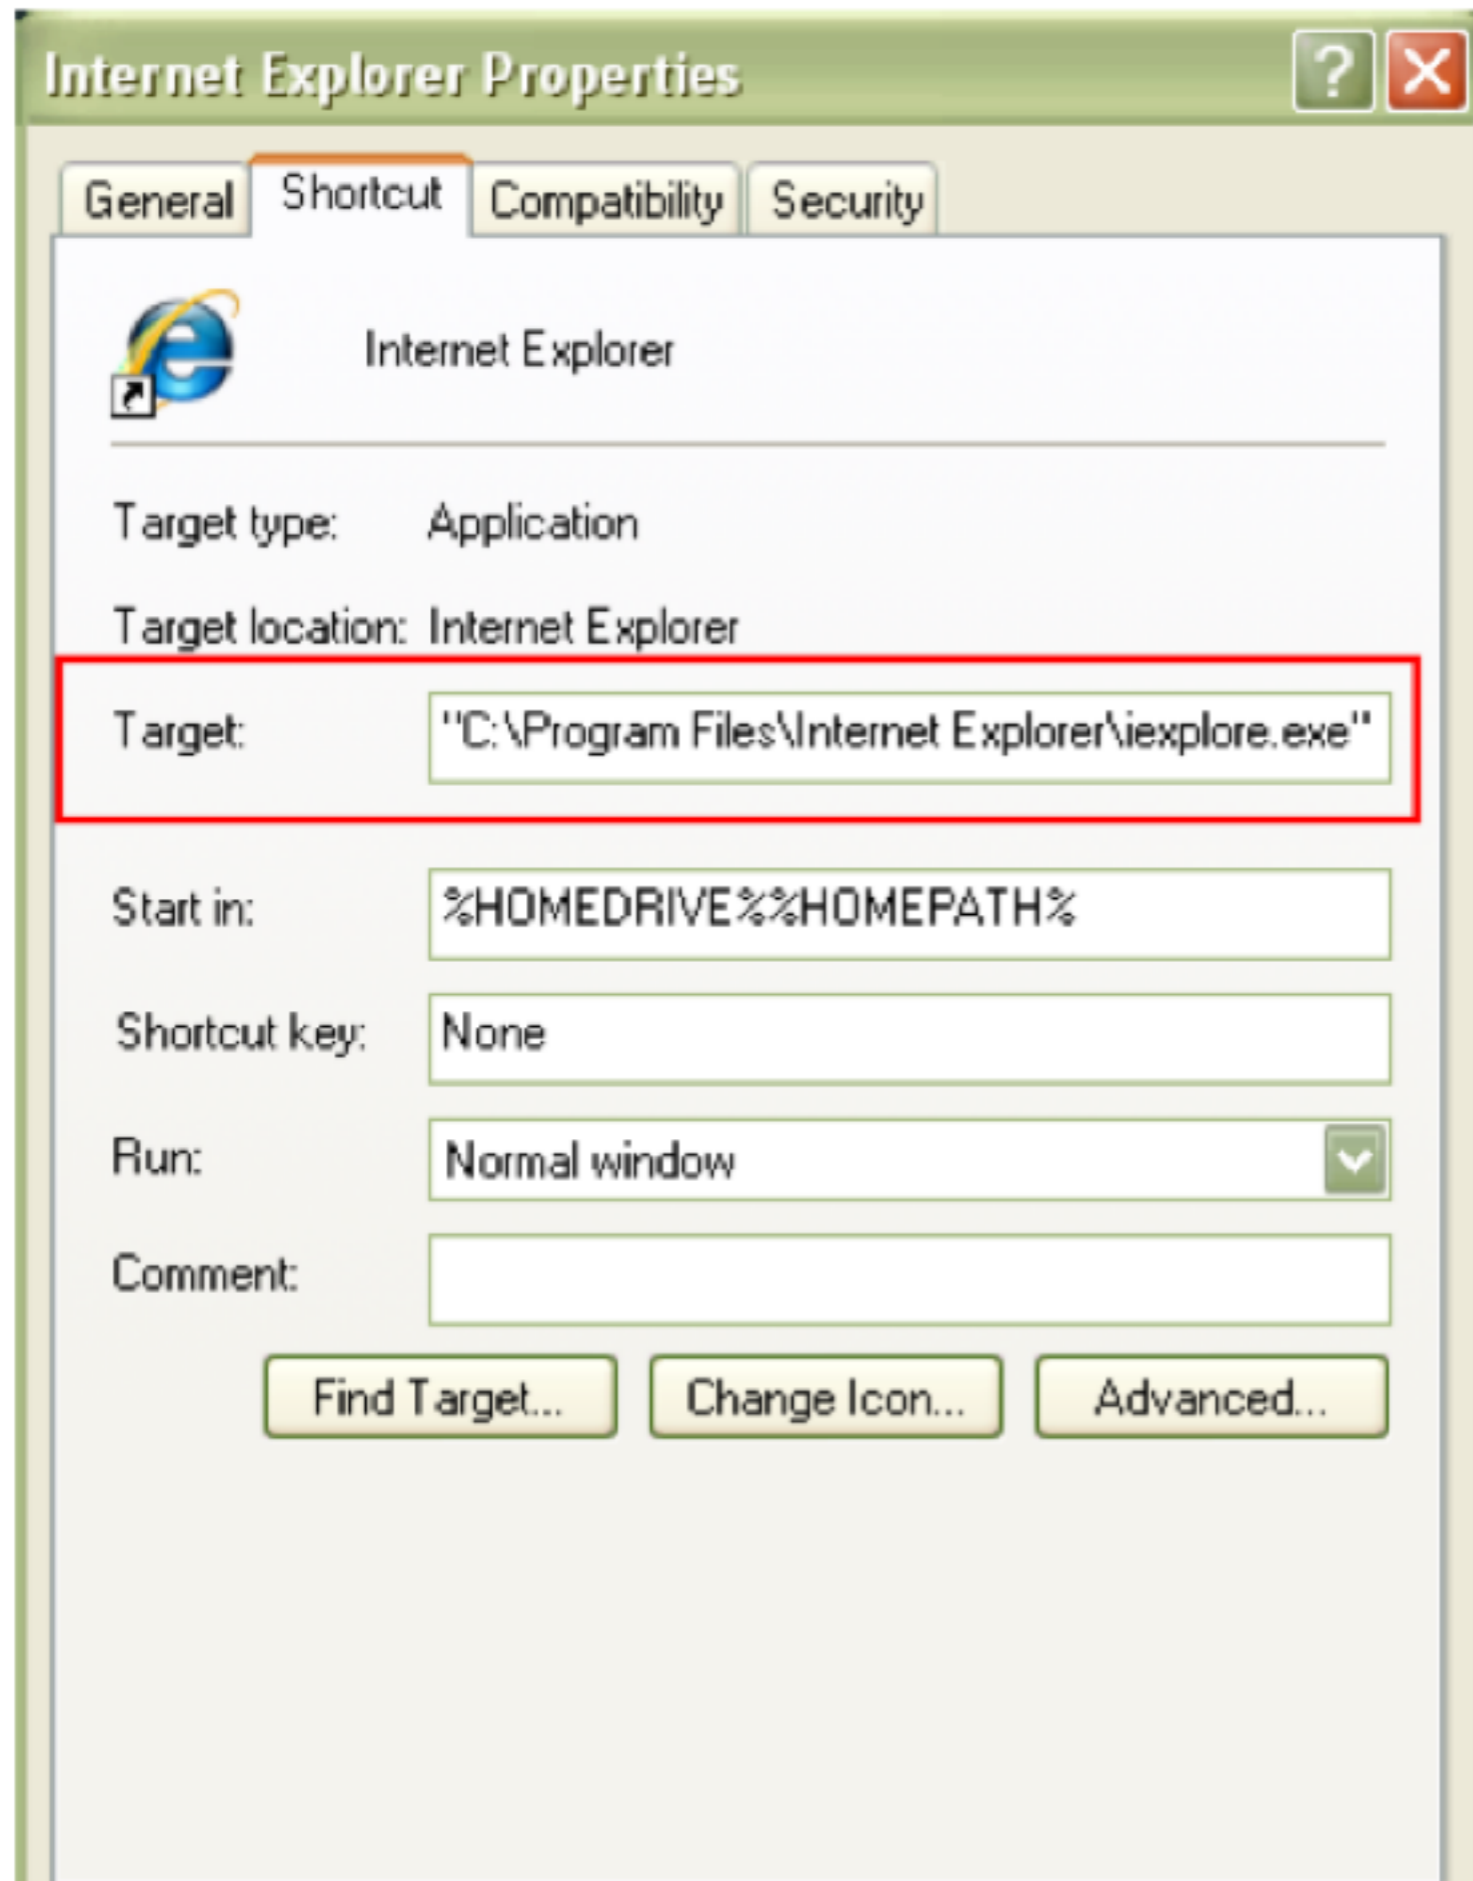 Internet Explorer Properties
General Shortcut Compatibility Security
Internet Explorer
Target type: Application
Target location: Internet Explorer
Target: "C:\Program Files\Internet Explorer\iexplore.exe"
Start in: %HOMEDRIVE%%HOMEPATH%
Shortcut key: None
Run: Normal window
Comment:
Find Target... Change Icon... Advanced...